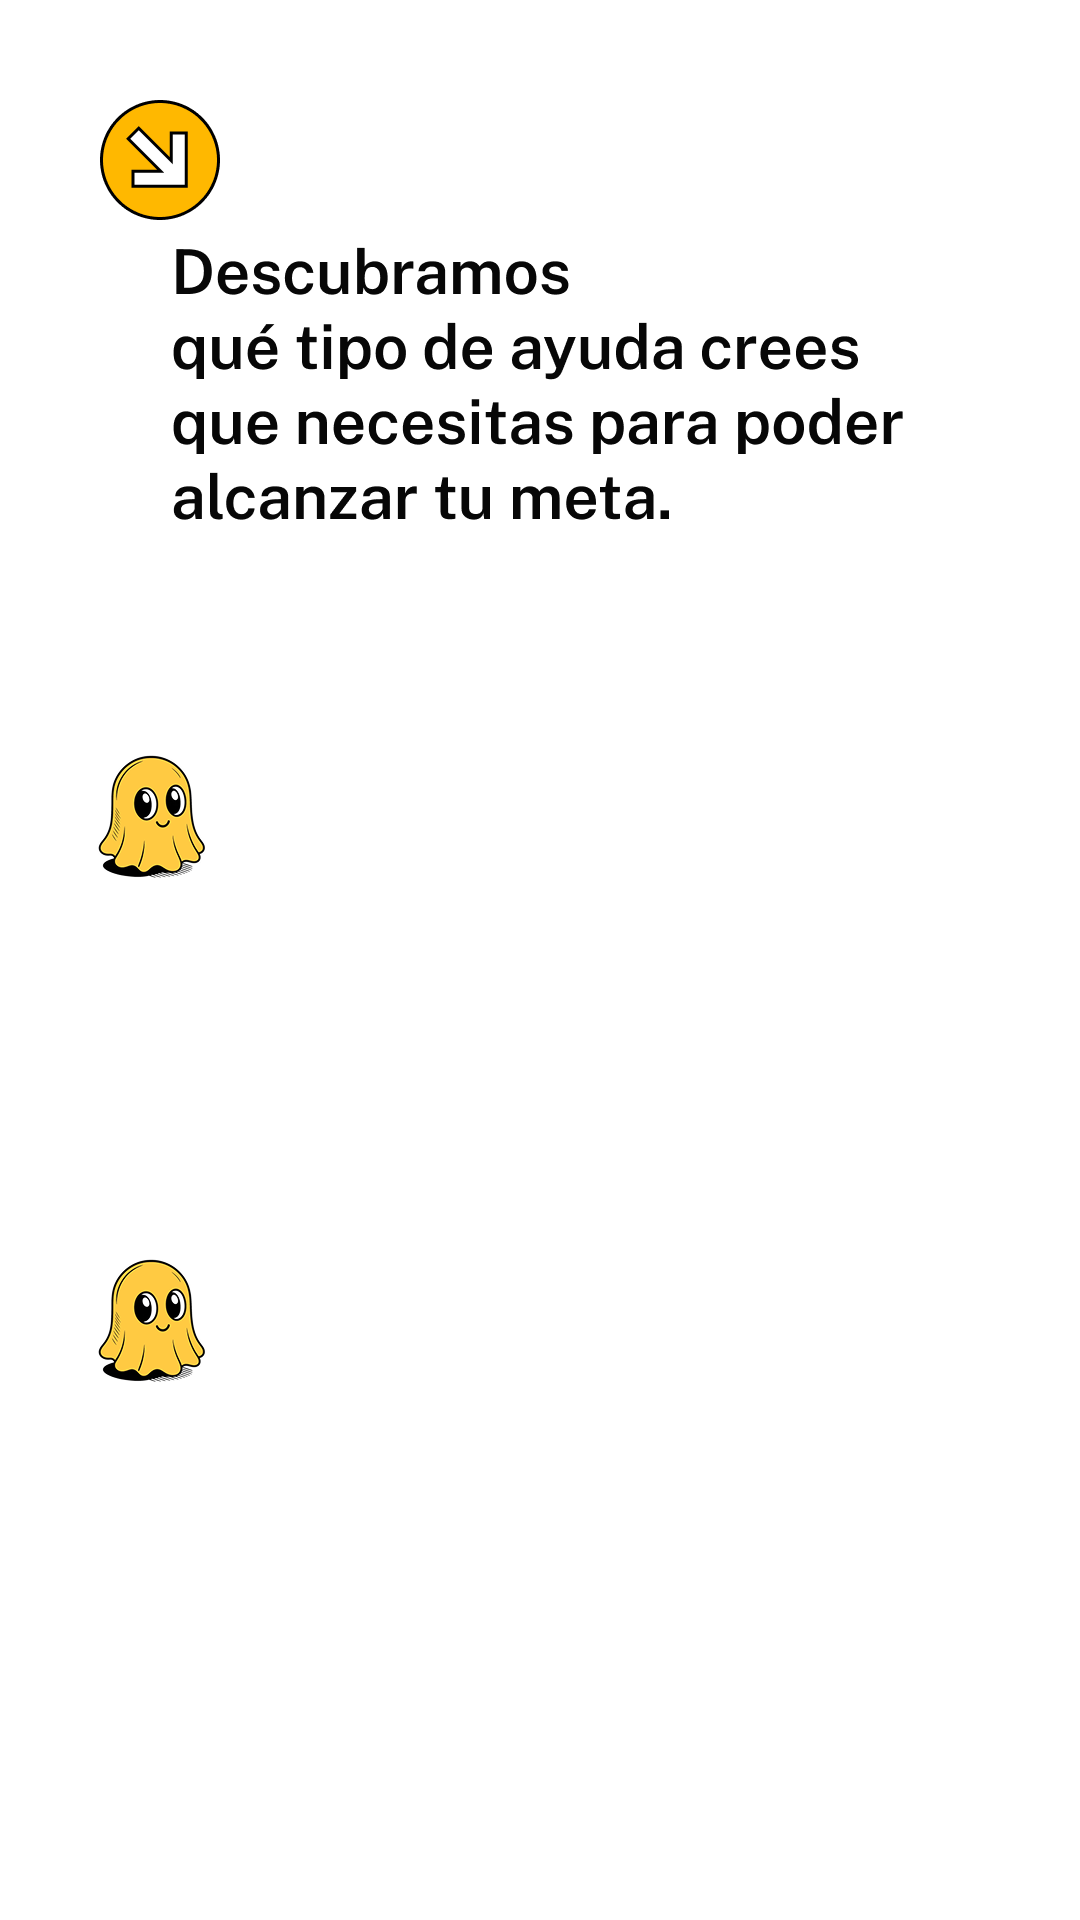 Descubramos
qué tipo de ayuda crees
que necesitas para poder
alcanzar tu meta.